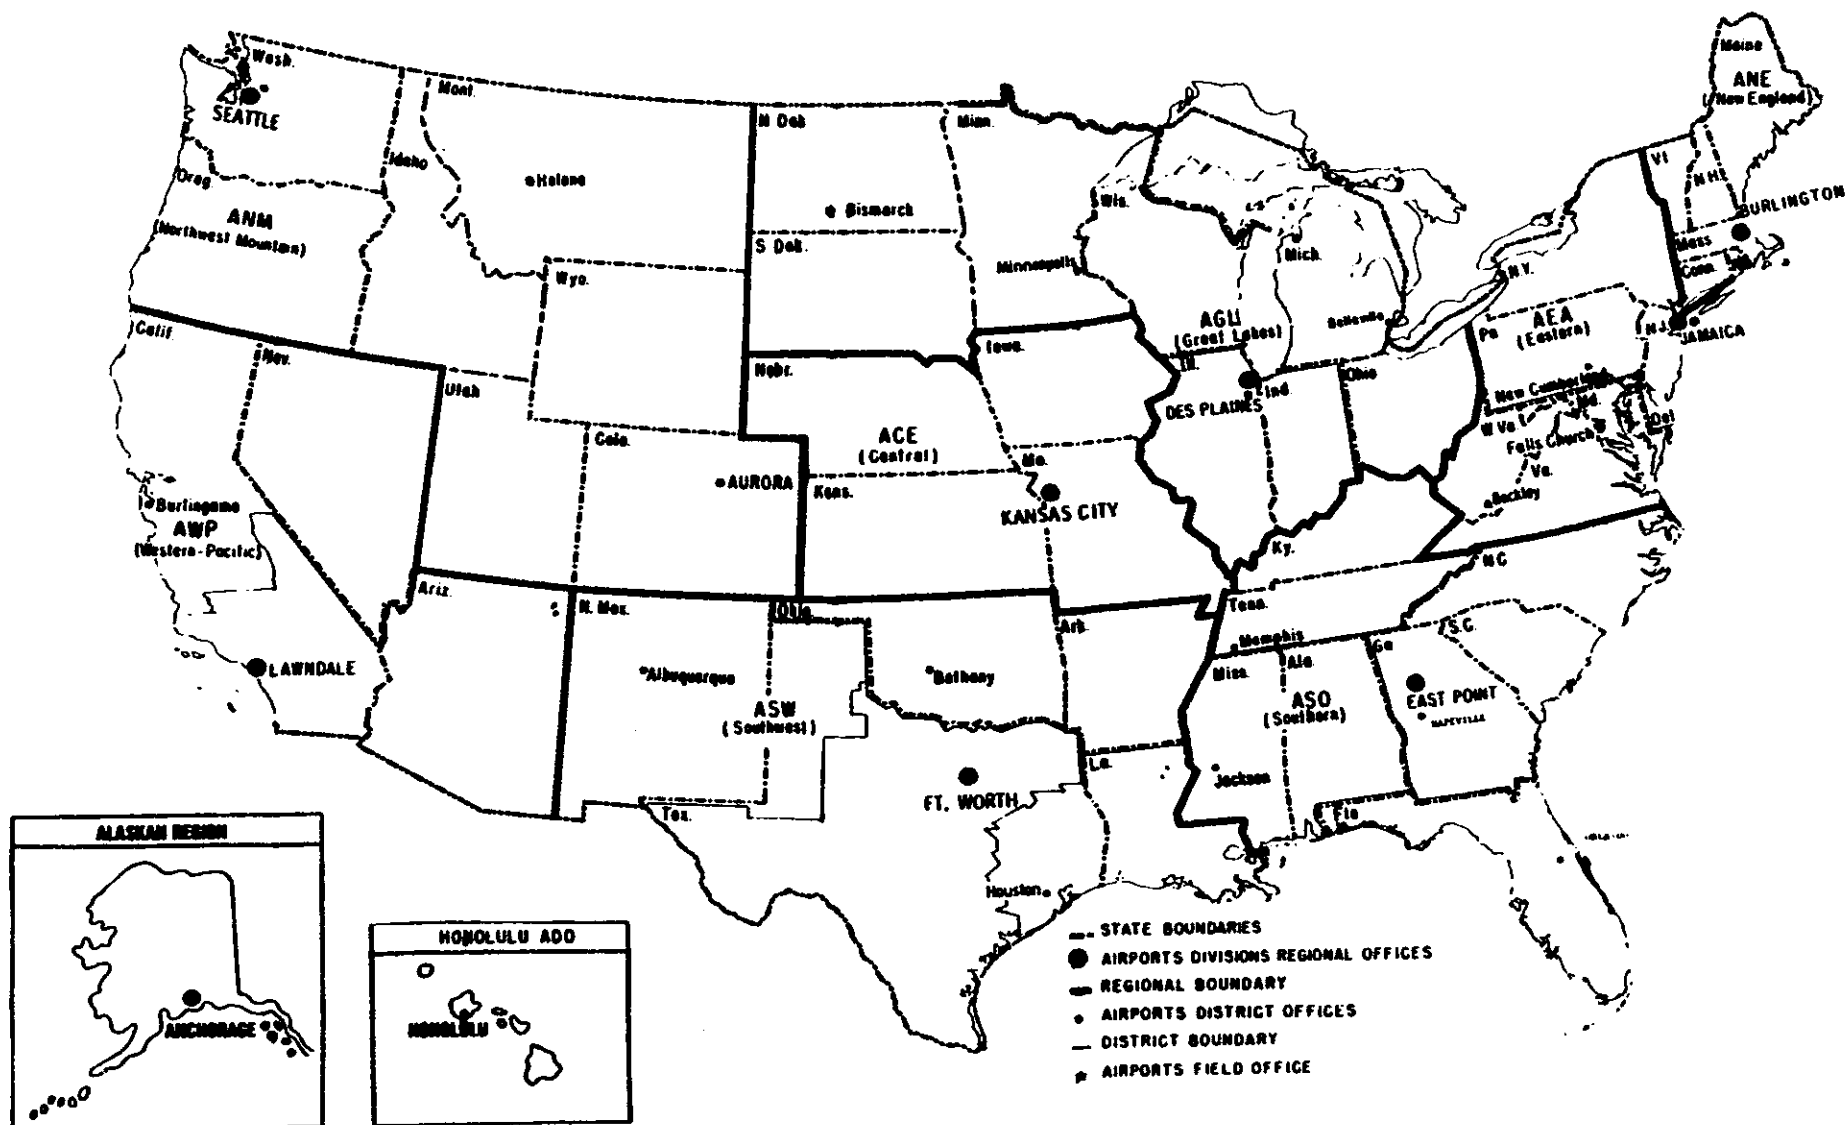 Wash.
SEATTLE
Mont.
Idaho
Oreg.
Helena
ANM
(Northwest Mountain)
N Dak
Bismarck
S Dak.
Minn.
Wis.
Minneapolis
Mich.
Maine
ANE
(New England)
Vt
N.H.
BURLINGTON
Mass
Conn.
N.Y.
Calif
Nev.
Utah
Wyo.
Nebr.
Iowa
AGL
(Great Lakes)
Belleville
Ill.
Ind.
Ohio
DES PLAINES
Pa
AEA
(Eastern)
N.J.
JAMAICA
New Cumberland
Md.
Del
W Va
Falls Church
Va.
Beckley
Colo.
AURORA
ACE
(Central)
Kans.
Mo.
KANSAS CITY
Ky.
Burlingame
AWP
(Western-Pacific)
LAWNDALE
Ariz.
N. Mex.
Okla.
Albuquerque
ASW
(Southwest)
Bethany
Ark.
Tenn.
Memphis
N.C.
S.C.
Miss.
Ala.
Ga
ASO
(Southern)
EAST POINT
HAPEVILLE
Jackson
La.
Tex.
FT. WORTH
Houston
Fla
ALASKAN REGION
ANCHORAGE
HONOLULU ADO
HONOLULU
STATE BOUNDARIES
AIRPORTS DIVISIONS REGIONAL OFFICES
REGIONAL BOUNDARY
AIRPORTS DISTRICT OFFICES
DISTRICT BOUNDARY
AIRPORTS FIELD OFFICE